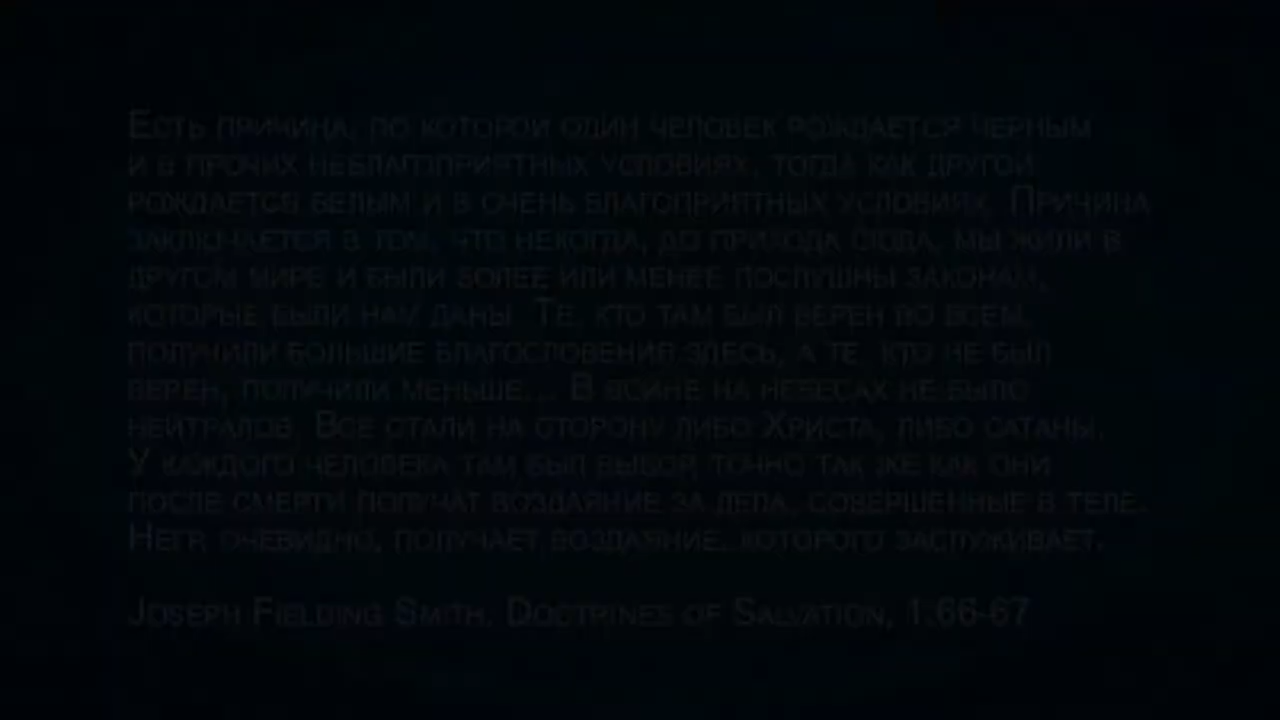 Есть причина, по которой один человек рождается черным
и в прочих неблагоприятных условиях, тогда как другой
рождается белым и в очень благоприятных условиях. Причина
заключается в том, что некогда, до прихода сюда, мы жили в
другом мире и были более или менее послушны законам,
которые были нам даны. Те, кто там был верен во всем,
получили большие благословения здесь, а те, кто не был
верен, получили меньше... В войне на небесах не было
нейтралов. Все стали на сторону либо Христа, либо сатаны.
У каждого человека там был выбор, точно так же как они
после смерти получат воздаяние за дела, совершенные в теле.
Негр, очевидно, получает воздаяние, которого заслуживает.
Joseph Fielding Smith, Doctrines of Salvation, 1:66-67